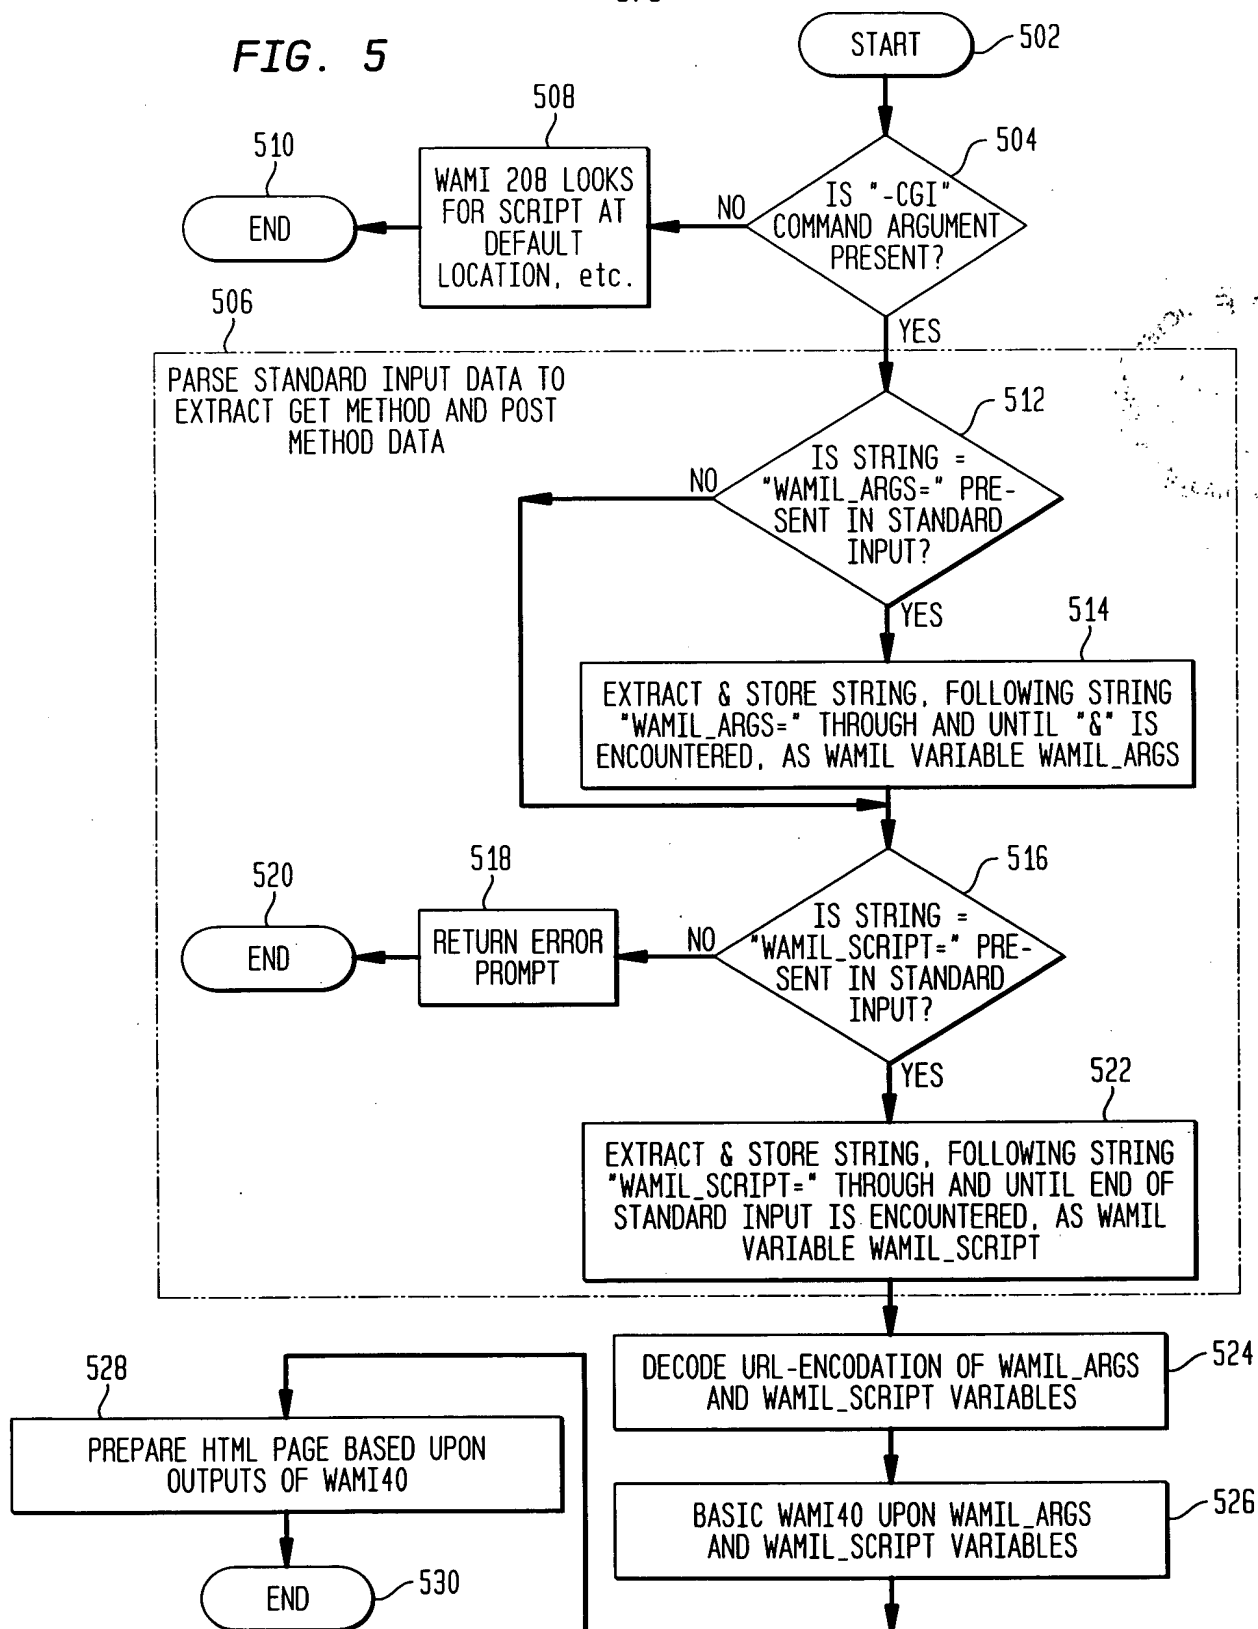 FIG. 5
START
502
504
IS "-CGI"
COMMAND ARGUMENT
PRESENT?
NO
508
WAMI 208 LOOKS
FOR SCRIPT AT
DEFAULT
LOCATION, etc.
510
END
YES
506
PARSE STANDARD INPUT DATA TO
EXTRACT GET METHOD AND POST
METHOD DATA
512
IS STRING =
"WAMIL_ARGS=" PRE-
SENT IN STANDARD
INPUT?
NO
YES
514
EXTRACT & STORE STRING, FOLLOWING STRING
"WAMIL_ARGS=" THROUGH AND UNTIL "&" IS
ENCOUNTERED, AS WAMIL VARIABLE WAMIL_ARGS
516
IS STRING =
"WAMIL_SCRIPT=" PRE-
SENT IN STANDARD
INPUT?
NO
518
RETURN ERROR
PROMPT
520
END
YES
522
EXTRACT & STORE STRING, FOLLOWING STRING
"WAMIL_SCRIPT=" THROUGH AND UNTIL END OF
STANDARD INPUT IS ENCOUNTERED, AS WAMIL
VARIABLE WAMIL_SCRIPT
524
DECODE URL-ENCODATION OF WAMIL_ARGS
AND WAMIL_SCRIPT VARIABLES
526
BASIC WAMI40 UPON WAMIL_ARGS
AND WAMIL_SCRIPT VARIABLES
528
PREPARE HTML PAGE BASED UPON
OUTPUTS OF WAMI40
END
530